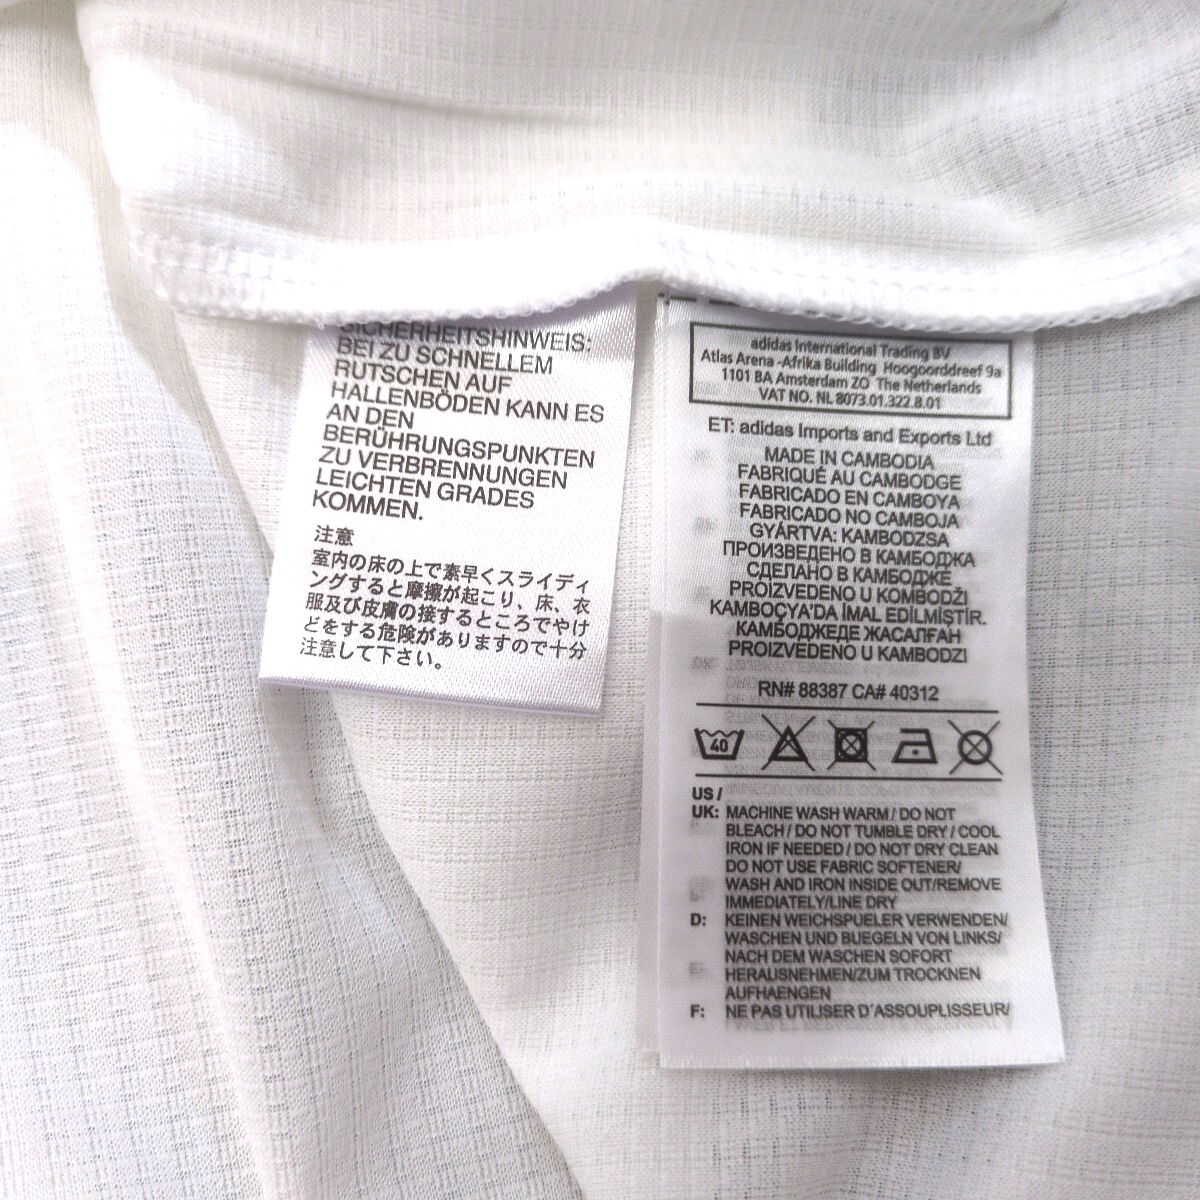 SICHERHEITSHINWEIS:
BEI ZU SCHNELLEM
RUTSCHEN AUF
HALLENBÖDEN KANN ES
AN DEN
BERÜHRUNGSPUNKTEN
ZU VERBRENNUNGEN
LEICHTEN GRADES
KOMMEN.
注意
室内の床の上で素早くスライディ
ングすると摩擦が起こり、床、衣
服及び皮膚の接するところでやけ
どをする危険がありますので十分
注意して下さい。
adidas International Trading BV
Atlas Arena -Afrika Building Hoogoorddreef 9a
1101 BA Amsterdam ZO The Netherlands
VAT NO. NL 8073.01.322.8.01
ET: adidas Imports and Exports Ltd
MADE IN CAMBODIA
FABRIQUÉ AU CAMBODGE
FABRICADO EN CAMBOYA
FABRICADO NO CAMBOJA
GYÁRTVA: KAMBODZSA
ПРОИЗВЕДЕНО В КАМБОДЖА
СДЕЛАНО В КАМБОДЖЕ
PROIZVEDENO U KOMBODŽI
KAMBOÇYA'DA İMAL EDİLMİŞTİR.
КАМБОДЖЕДЕ ЖАСАЛҒАН
PROIZVEDENO U KAMBODZI
RN# 88387 CA# 40312
40
US /
UK: MACHINE WASH WARM / DO NOT
BLEACH / DO NOT TUMBLE DRY / COOL
IRON IF NEEDED / DO NOT DRY CLEAN
DO NOT USE FABRIC SOFTENER/
WASH AND IRON INSIDE OUT/REMOVE
IMMEDIATELY/LINE DRY
D: KEINEN WEICHSPUELER VERWENDEN/
WASCHEN UND BUEGELN VON LINKS/
NACH DEM WASCHEN SOFORT
HERAUSNEHMEN/ZUM TROCKNEN
AUFHAENGEN
F: NE PAS UTILISER D'ASSOUPLISSEUR/